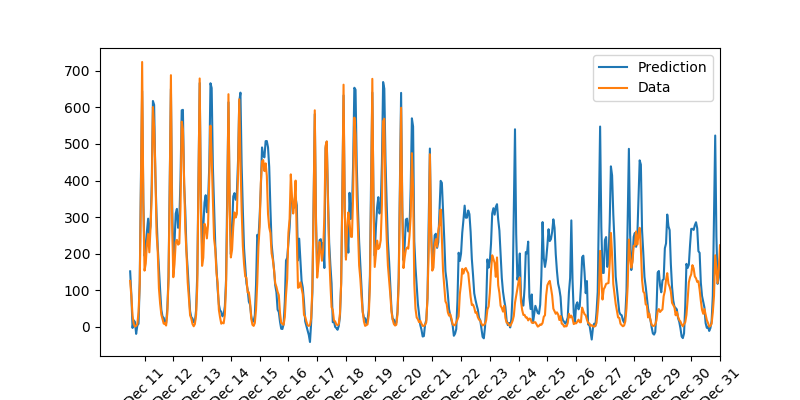 Prediction
Data
700
600
500
400
300
200
100
0
Dec 11
Dec 12
Dec 13
Dec 14
Dec 15
Dec 16
Dec 17
Dec 18
Dec 19
Dec 20
Dec 21
Dec 22
Dec 23
Dec 24
Dec 25
Dec 26
Dec 27
Dec 28
Dec 29
Dec 30
Dec 31